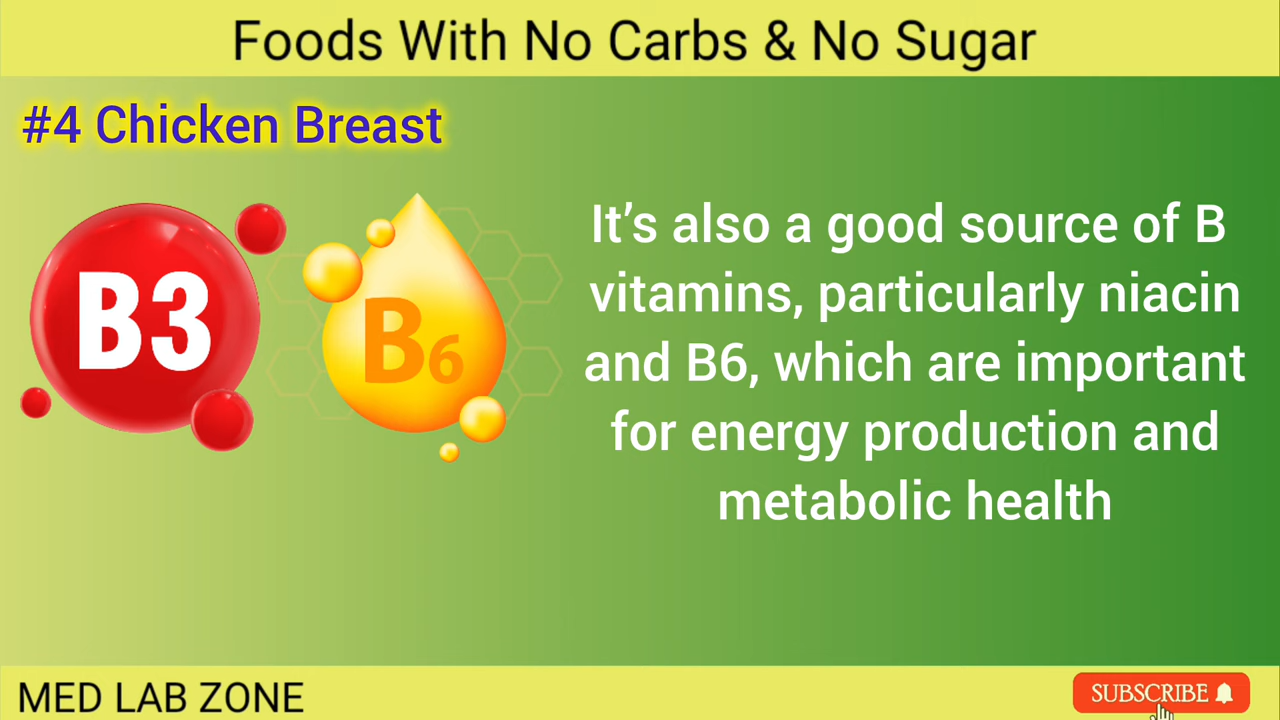 Foods With No Carbs & No Sugar
#4 Chicken Breast
B3
B6
It’s also a good source of B
vitamins, particularly niacin
and B6, which are important
for energy production and
metabolic health
MED LAB ZONE
SUBSCRIBE